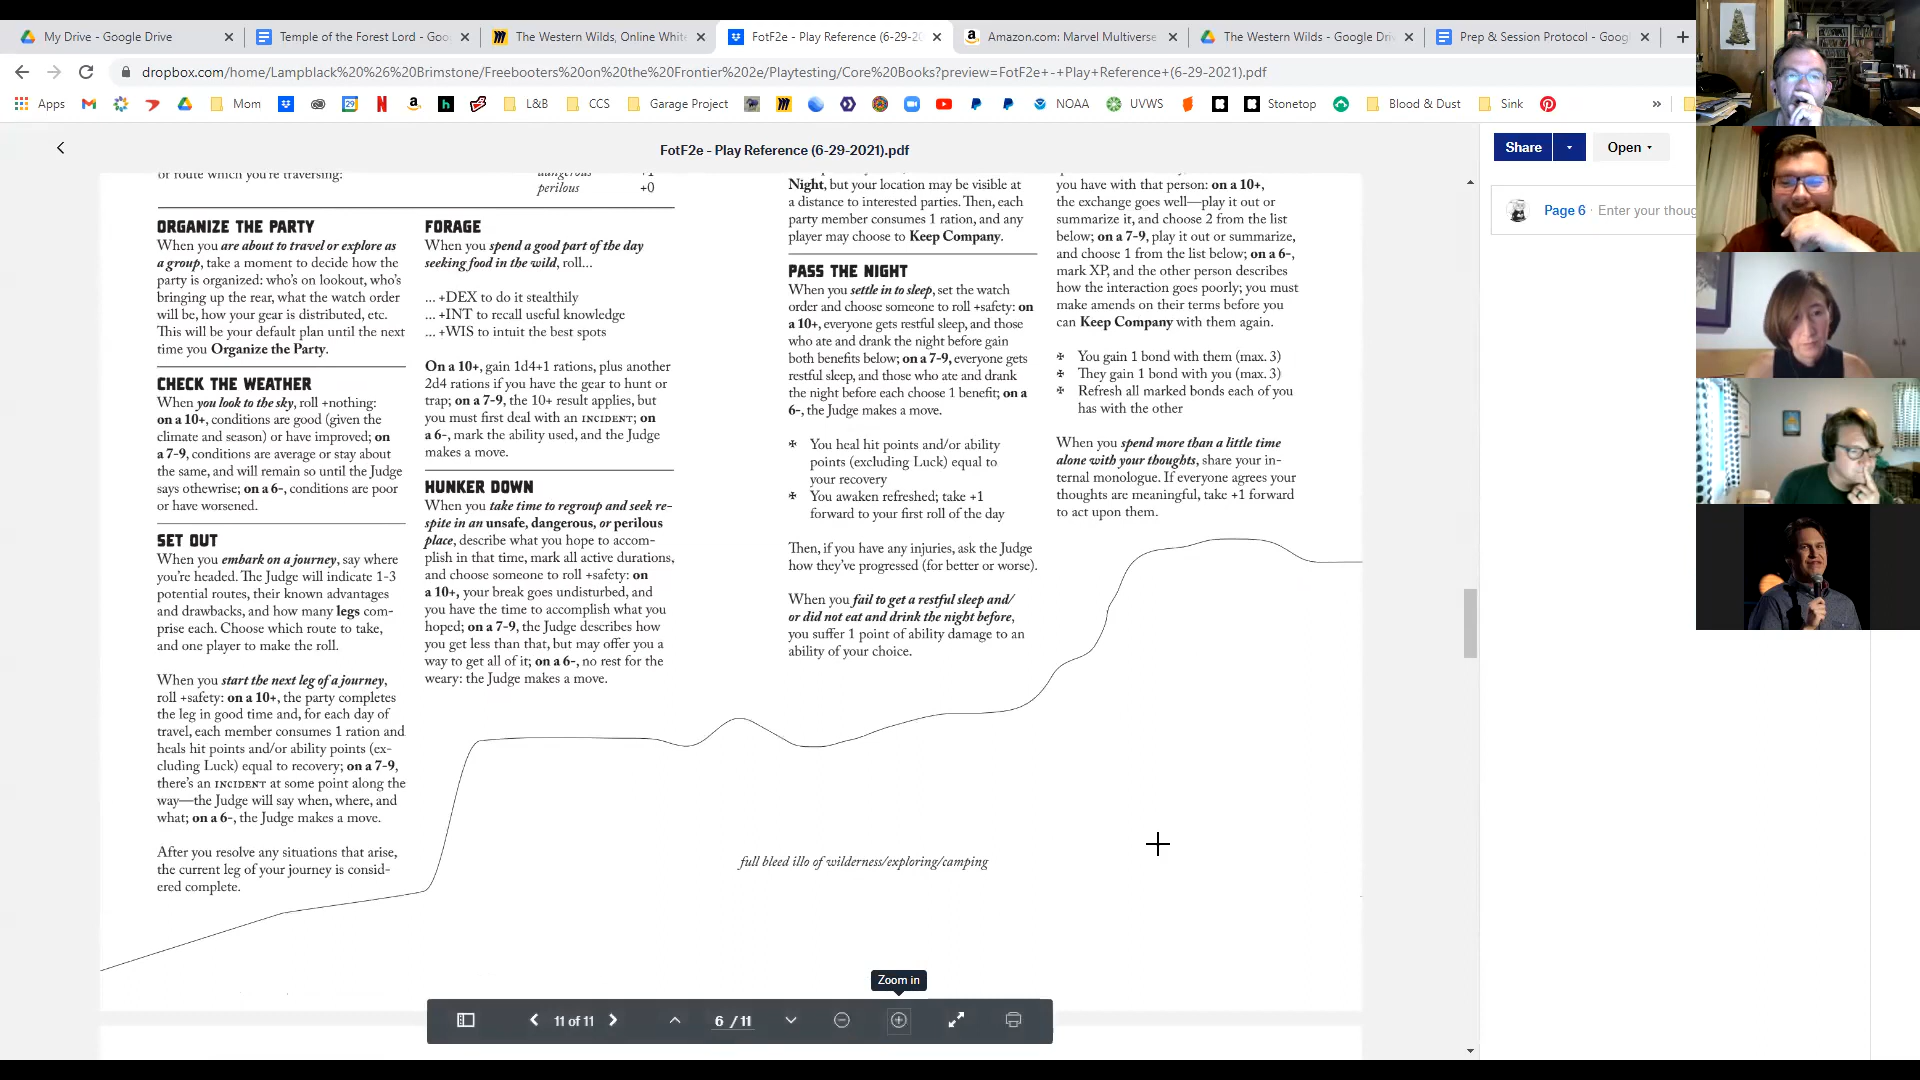 My Drive - Google Drive
Temple of the Forest Lord - Goo
The Western Wilds, Online White
FotF2e - Play Reference (6-29-20
Amazon.com: Marvel Multiverse
The Western Wilds - Google Dri
Prep & Session Protocol - Googl
dropbox.com/home/Lampblack%20%26%20Brimstone/Freebooters%20on%20the%20Frontier%202e/Playtesting/Core%20Books?preview=FotF2e+-+Play+Reference+(6-29-2021).pdf
Apps
Mom
L&B
CCS
Garage Project
NOAA
UVWS
Stonetop
Blood & Dust
Sink
FotF2e - Play Reference (6-29-2021).pdf
Share
Open
Page 6 Enter your thoug
or route which you're traversing:
dangerous +1
perilous +0
ORGANIZE THE PARTY
When you are about to travel or explore as
a group, take a moment to decide how the
party is organized: who's on lookout, who's
bringing up the rear, what the watch order
will be, how your gear is distributed, etc.
This will be your default plan until the next
time you Organize the Party.
CHECK THE WEATHER
When you look to the sky, roll +nothing:
on a 10+, conditions are good (given the
climate and season) or have improved; on
a 7-9, conditions are average or stay about
the same, and will remain so until the Judge
says othewrise; on a 6-, conditions are poor
or have worsened.
SET OUT
When you embark on a journey, say where
you're headed. The Judge will indicate 1-3
potential routes, their known advantages
and drawbacks, and how many legs com-
prise each. Choose which route to take,
and one player to make the roll.
When you start the next leg of a journey,
roll +safety: on a 10+, the party completes
the leg in good time and, for each day of
travel, each member consumes 1 ration and
heals hit points and/or ability points (ex-
cluding Luck) equal to recovery; on a 7-9,
there's an INCIDENT at some point along the
way—the Judge will say when, where, and
what; on a 6-, the Judge makes a move.
After you resolve any situations that arise,
the current leg of your journey is consid-
ered complete.
FORAGE
When you spend a good part of the day
seeking food in the wild, roll...
... +DEX to do it stealthily
... +INT to recall useful knowledge
... +WIS to intuit the best spots
On a 10+, gain 1d4+1 rations, plus another
2d4 rations if you have the gear to hunt or
trap; on a 7-9, the 10+ result applies, but
you must first deal with an INCIDENT; on
a 6-, mark the ability used, and the Judge
makes a move.
HUNKER DOWN
When you take time to regroup and seek re-
spite in an unsafe, dangerous, or perilous
place, describe what you hope to accom-
plish in that time, mark all active durations,
and choose someone to roll +safety: on
a 10+, your break goes undisturbed, and
you have the time to accomplish what you
hoped; on a 7-9, the Judge describes how
you get less than that, but may offer you a
way to get all of it; on a 6-, no rest for the
weary: the Judge makes a move.
Night, but your location may be visible at
a distance to interested parties. Then, each
party member consumes 1 ration, and any
player may choose to Keep Company.
PASS THE NIGHT
When you settle in to sleep, set the watch
order and choose someone to roll +safety: on
a 10+, everyone gets restful sleep, and those
who ate and drank the night before gain
both benefits below; on a 7-9, everyone gets
restful sleep, and those who ate and drank
the night before each choose 1 benefit; on a
6-, the Judge makes a move.
You heal hit points and/or ability
points (excluding Luck) equal to
your recovery
You awaken refreshed; take +1
forward to your first roll of the day
Then, if you have any injuries, ask the Judge
how they've progressed (for better or worse).
When you fail to get a restful sleep and/
or did not eat and drink the night before,
you suffer 1 point of ability damage to an
ability of your choice.
you have with that person: on a 10+,
the exchange goes well—play it out or
summarize it, and choose 2 from the list
below; on a 7-9, play it out or summarize,
and choose 1 from the list below; on a 6-,
mark XP, and the other person describes
how the interaction goes poorly; you must
make amends on their terms before you
can Keep Company with them again.
You gain 1 bond with them (max. 3)
They gain 1 bond with you (max. 3)
Refresh all marked bonds each of you
has with the other
When you spend more than a little time
alone with your thoughts, share your in-
ternal monologue. If everyone agrees your
thoughts are meaningful, take +1 forward
to act upon them.
full bleed illo of wilderness/exploring/camping
Zoom in
11 of 11
6 / 11